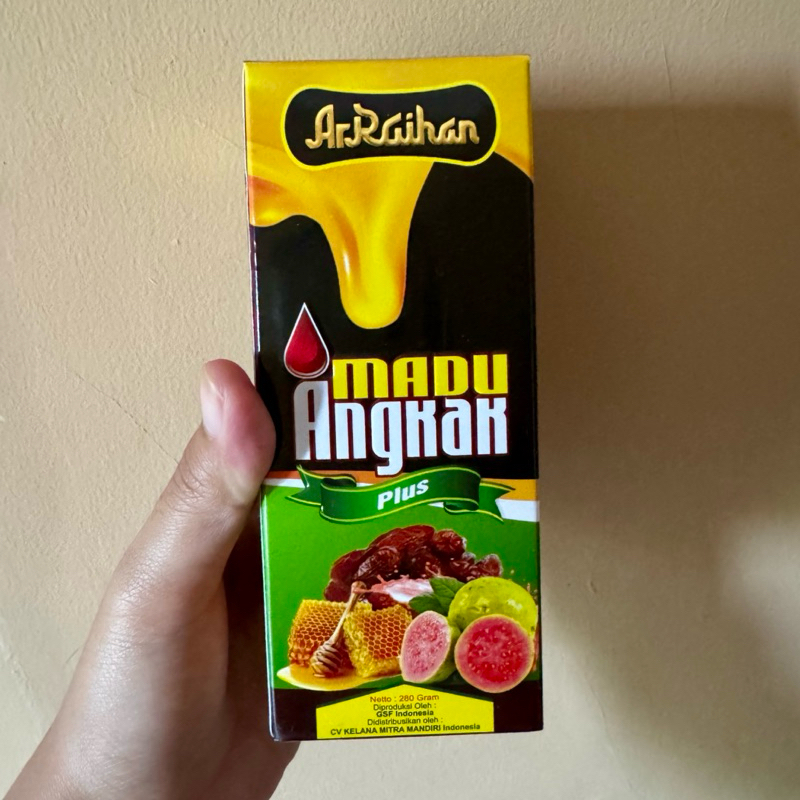 ArRaihan
MADU
Angkak
Plus
Netto : 280 Gram
Diproduksi Oleh :
GSF Indonesia
Didistribusikan oleh :
CV KELANA MITRA MANDIRI Indonesia